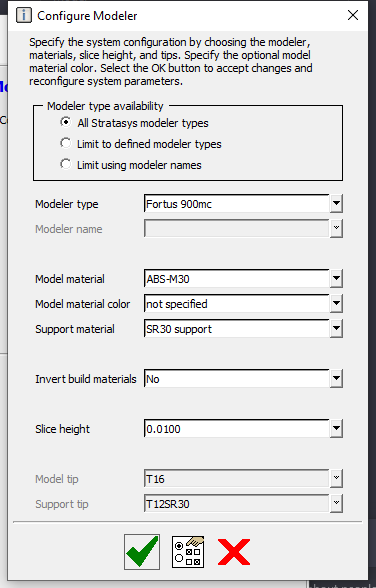 Configure Modeler
Specify the system configuration by choosing the modeler,
materials, slice height, and tips. Specify the optional model
material color. Select the OK button to accept changes and
reconfigure system parameters.
Modeler type availability
All Stratasys modeler types
Limit to defined modeler types
Limit using modeler names
Modeler type Fortus 900mc
Modeler name
Model material ABS-M30
Model material color not specified
Support material SR30 support
Invert build materials No
Slice height 0.0100
Model tip T16
Support tip T12SR30